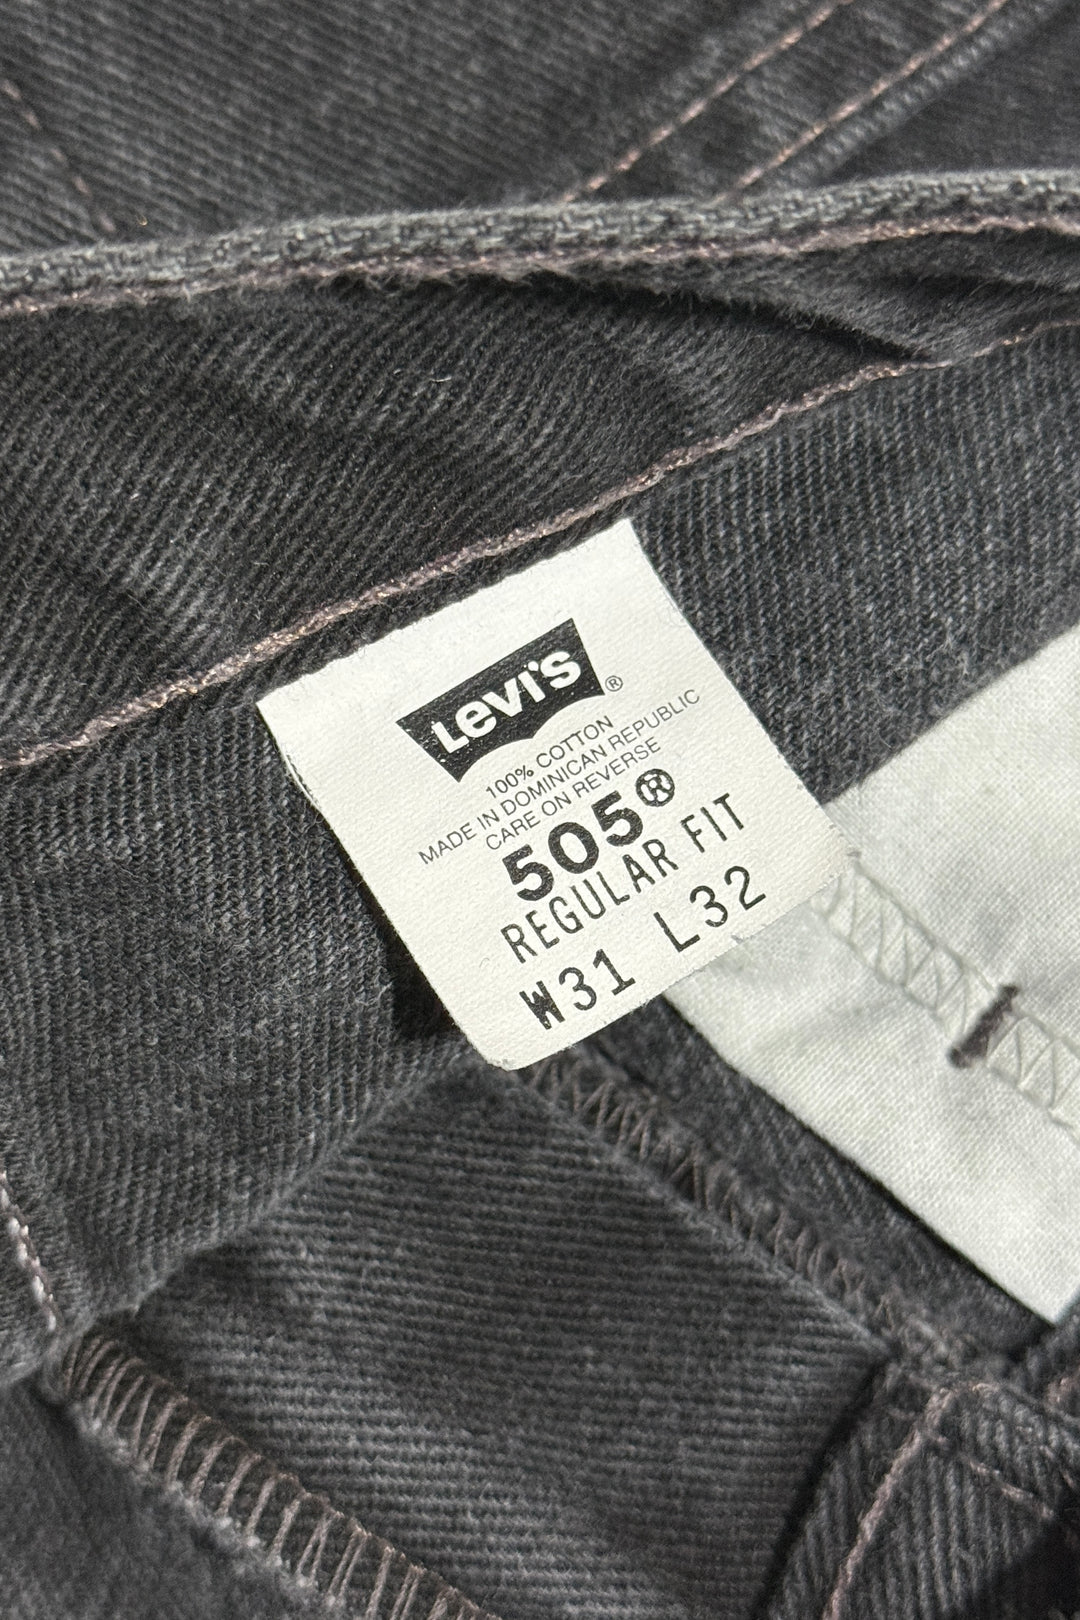 Levi's®
100% COTTON
MADE IN DOMINICAN REPUBLIC
CARE ON REVERSE
505®
REGULAR FIT
W31 L32